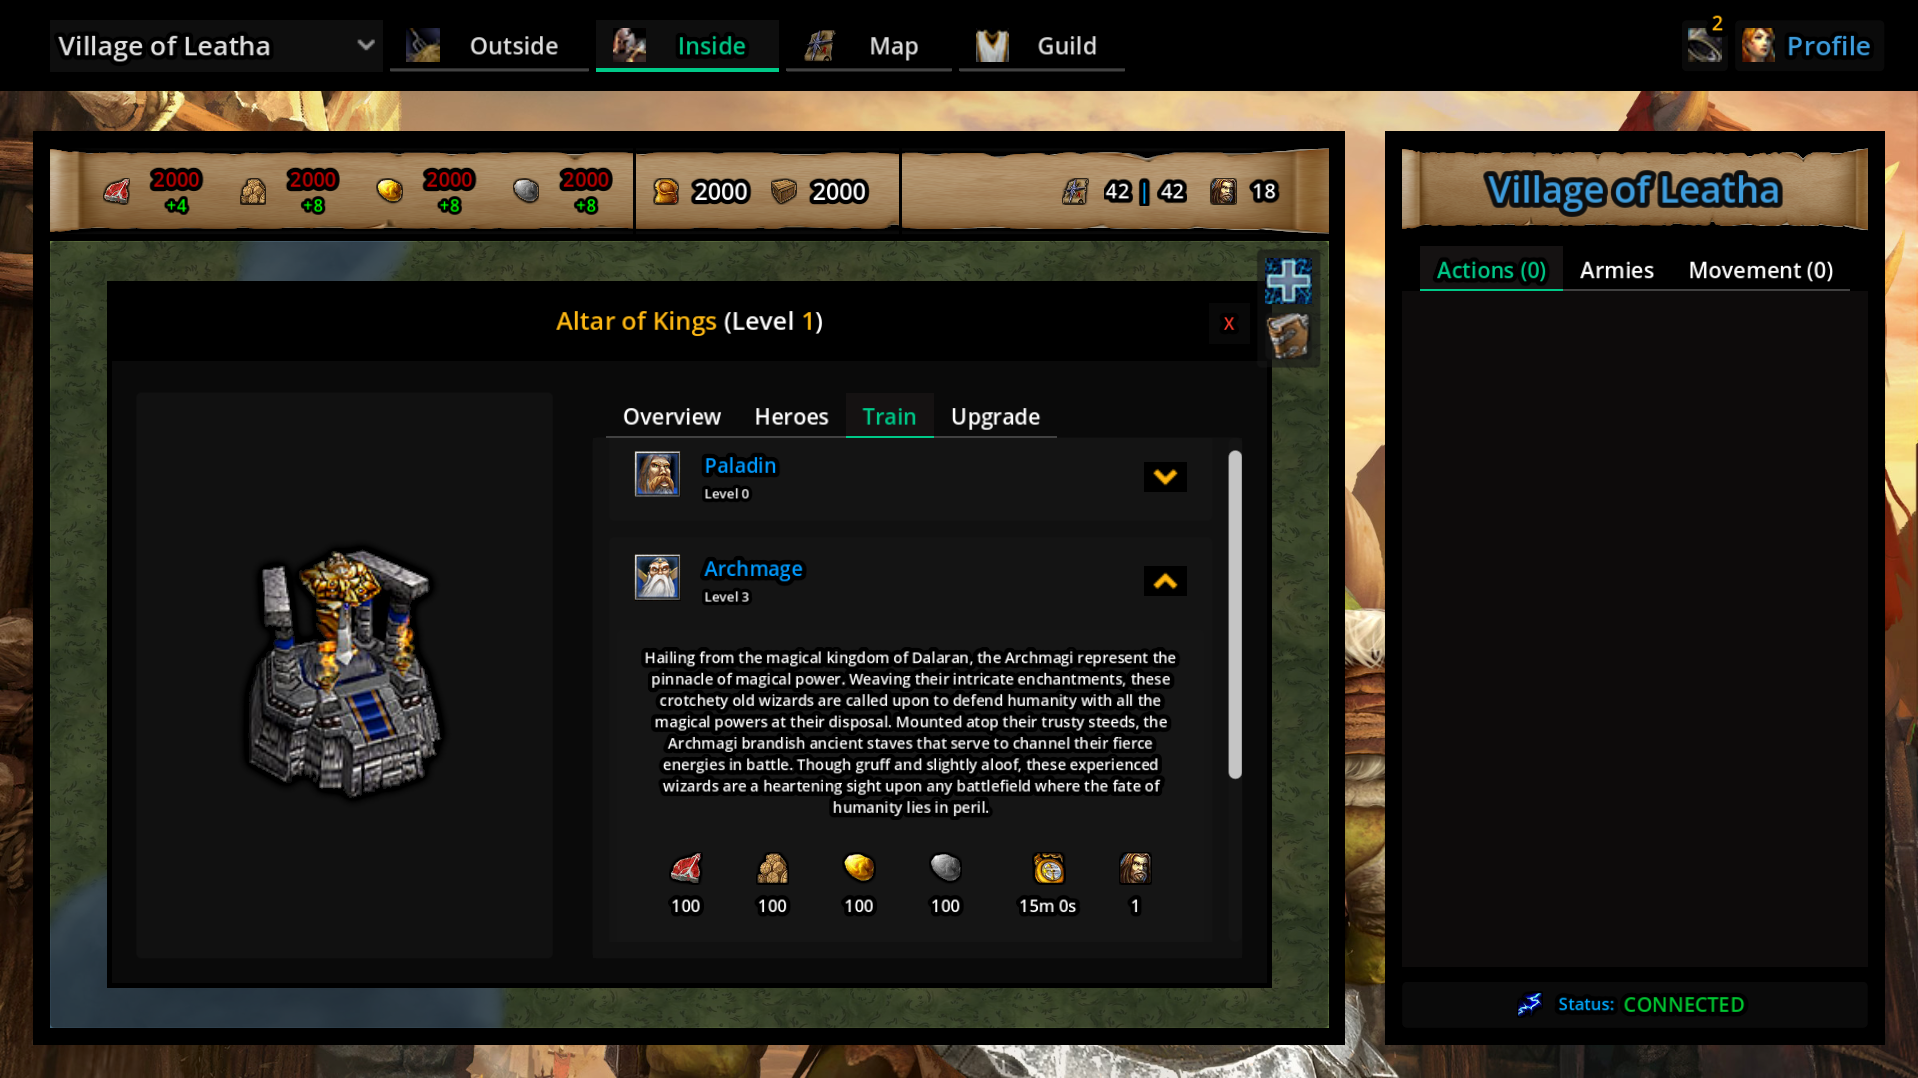 Village of Leatha
Outside
Inside
Map
Guild
2
Profile
2000
+4
2000
+8
2000
+8
2000
+8
2000
2000
42 | 42
18
Village of Leatha
Actions (0)
Armies
Movement (0)
Altar of Kings (Level 1)
X
Overview
Heroes
Train
Upgrade
Paladin
Level 0
Archmage
Level 3
Hailing from the magical kingdom of Dalaran, the Archmagi represent the
pinnacle of magical power. Weaving their intricate enchantments, these
crotchety old wizards are called upon to defend humanity with all the
magical powers at their disposal. Mounted atop their trusty steeds, the
Archmagi brandish ancient staves that serve to channel their fierce
energies in battle. Though gruff and slightly aloof, these experienced
wizards are a heartening sight upon any battlefield where the fate of
humanity lies in peril.
100
100
100
100
15m 0s
1
Status: CONNECTED